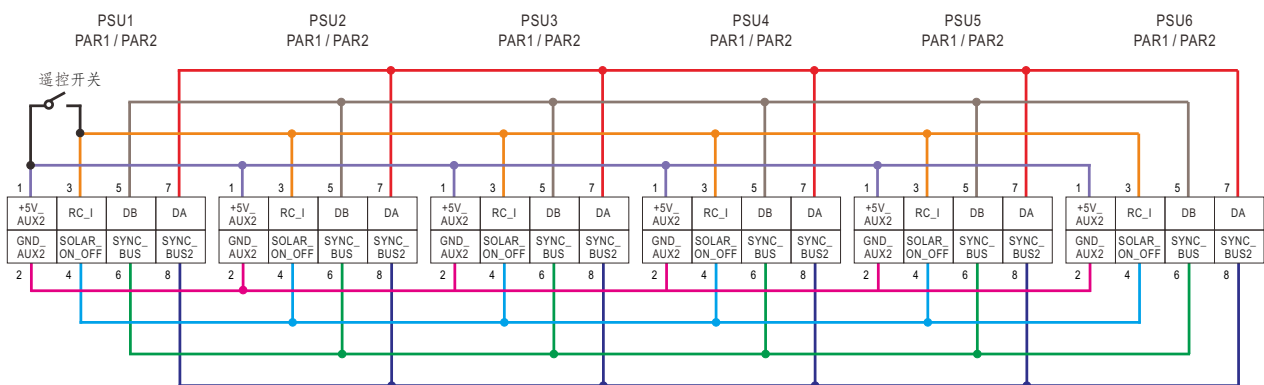 PSU1 PSU2 PSU3 PSU4 PSU5 PSU6
PAR1 / PAR2 PAR1 / PAR2 PAR1 / PAR2 PAR1 / PAR2 PAR1 / PAR2 PAR1 / PAR2
遥控开关
1 3 5 7 1 3 5 7 1 3 5 7 1 3 5 7 1 3 5 7 1 3 5 7
+5V_ RC_I DB DA +5V_ RC_I DB DA +5V_ RC_I DB DA +5V_ RC_I DB DA +5V_ RC_I DB DA +5V_ RC_I DB DA
AUX2 AUX2 AUX2 AUX2 AUX2 AUX2
GND_ SOLAR_ SYNC_ SYNC_ GND_ SOLAR_ SYNC_ SYNC_ GND_ SOLAR_ SYNC_ SYNC_ GND_ SOLAR_ SYNC_ SYNC_ GND_ SOLAR_ SYNC_ SYNC_ GND_ SOLAR_ SYNC_ SYNC_
AUX2 ON_OFF BUS BUS2 AUX2 ON_OFF BUS BUS2 AUX2 ON_OFF BUS BUS2 AUX2 ON_OFF BUS BUS2 AUX2 ON_OFF BUS BUS2 AUX2 ON_OFF BUS BUS2
2 4 6 8 2 4 6 8 2 4 6 8 2 4 6 8 2 4 6 8 2 4 6 8